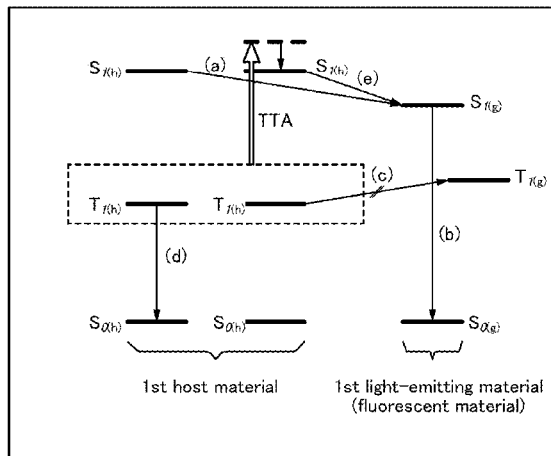 (a)
S1(h)
S1(h)
(e)
S1(g)
TTA
(c)
T1(g)
T1(h)
T1(h)
(d)
(b)
S0(h)
S0(h)
S0(g)
1st host material
1st light-emitting material
(fluorescent material)